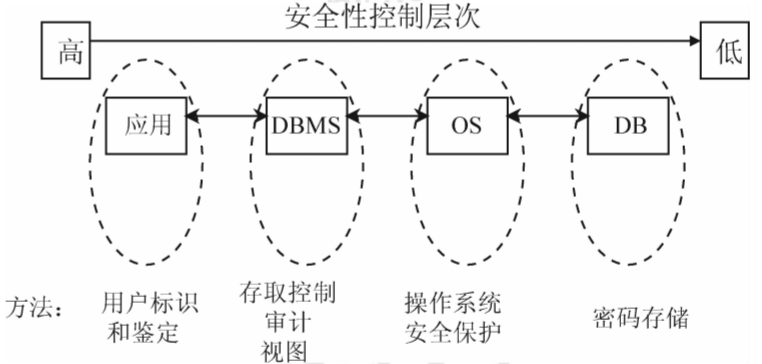 安全性控制层次
高
低
应用
DBMS
OS
DB
方法：
用户标识
和鉴定
存取控制
审计
视图
操作系统
安全保护
密码存储